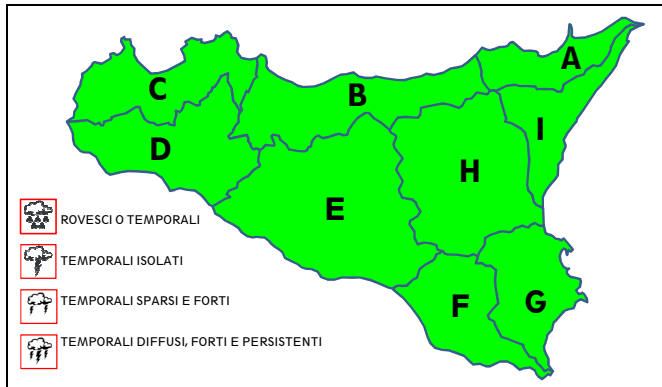 A
C
B
I
D
H
E
ROVESCI O TEMPORALI
TEMPORALI ISOLATI
TEMPORALI SPARSI E FORTI
F
G
TEMPORALI DIFFUSI, FORTI E PERSISTENTI